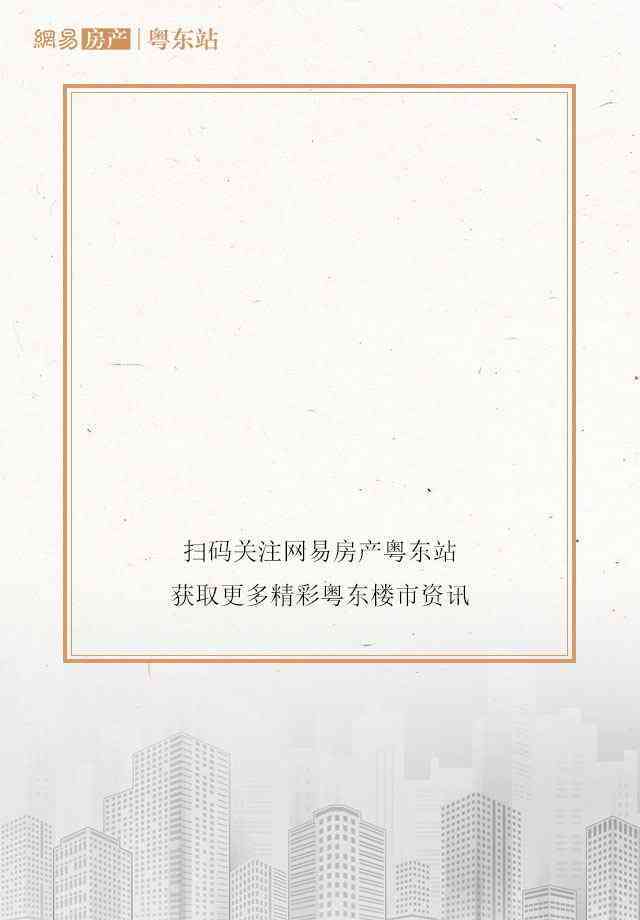 網易房产|粤东站
扫码关注网易房产粤东站
获取更多精彩粤东楼市资讯